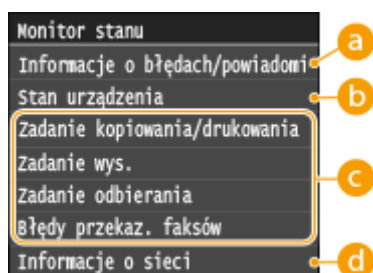 Monitor stanu
Informacje o błędach/powiadomi
a
Stan urządzenia
b
Zadanie kopiowania/drukowania
Zadanie wys.
Zadanie odbierania
c
Błędy przekaz. faksów
Informacje o sieci
d